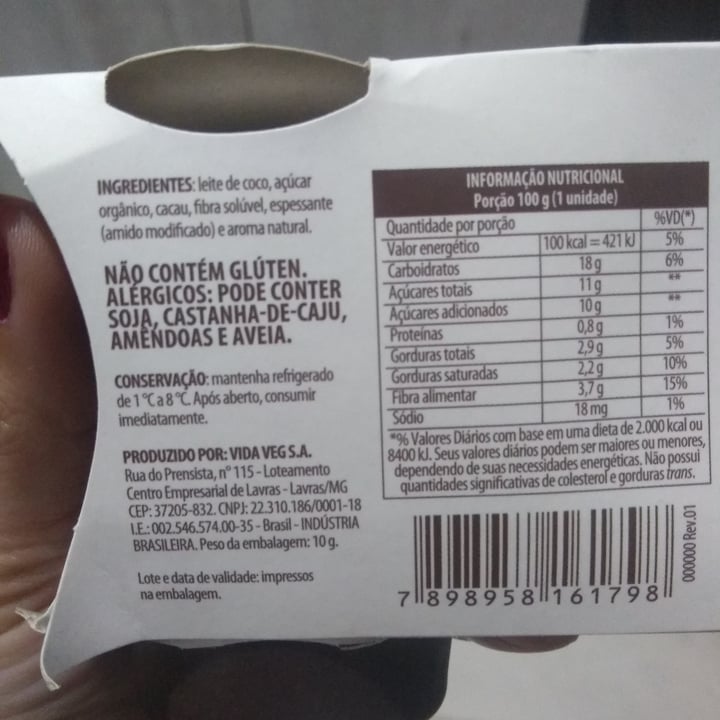 INGREDIENTES: leite de coco, açúcar
orgânico, cacau, fibra solúvel, espessante
(amido modificado) e aroma natural.
NÃO CONTÉM GLÚTEN.
ALÉRGICOS: PODE CONTER
SOJA, CASTANHA-DE-CAJU,
AMÊNDOAS E AVEIA.
CONSERVAÇÃO: mantenha refrigerado
de 1 °C a 8 °C. Após aberto, consumir
imediatamente.
PRODUZIDO POR: VIDA VEG S.A.
Rua do Prensista, nº 115 - Loteamento
Centro Empresarial de Lavras - Lavras/MG
CEP: 37205-832. CNPJ: 22.310.186/0001-18
I.E.: 002.546.574.00-35 - Brasil - INDÚSTRIA
BRASILEIRA. Peso da embalagem: 10 g.
Lote e data de validade: impressos
na embalagem.
INFORMAÇÃO NUTRICIONAL
Porção 100 g (1 unidade)
Quantidade por porção %VD(*)
Valor energético 100 kcal = 421 kJ 5%
Carboidratos 18 g 6%
Açúcares totais 11 g **
Açúcares adicionados 10 g **
Proteínas 0,8 g 1%
Gorduras totais 2,9 g 5%
Gorduras saturadas 2,2 g 10%
Fibra alimentar 3,7 g 15%
Sódio 18 mg 1%
*% Valores Diários com base em uma dieta de 2.000 kcal ou
8400 kJ. Seus valores diários podem ser maiores ou menores,
dependendo de suas necessidades energéticas. Não possui
quantidades significativas de colesterol e gorduras trans.
7 898958 161798
000000 Rev.01